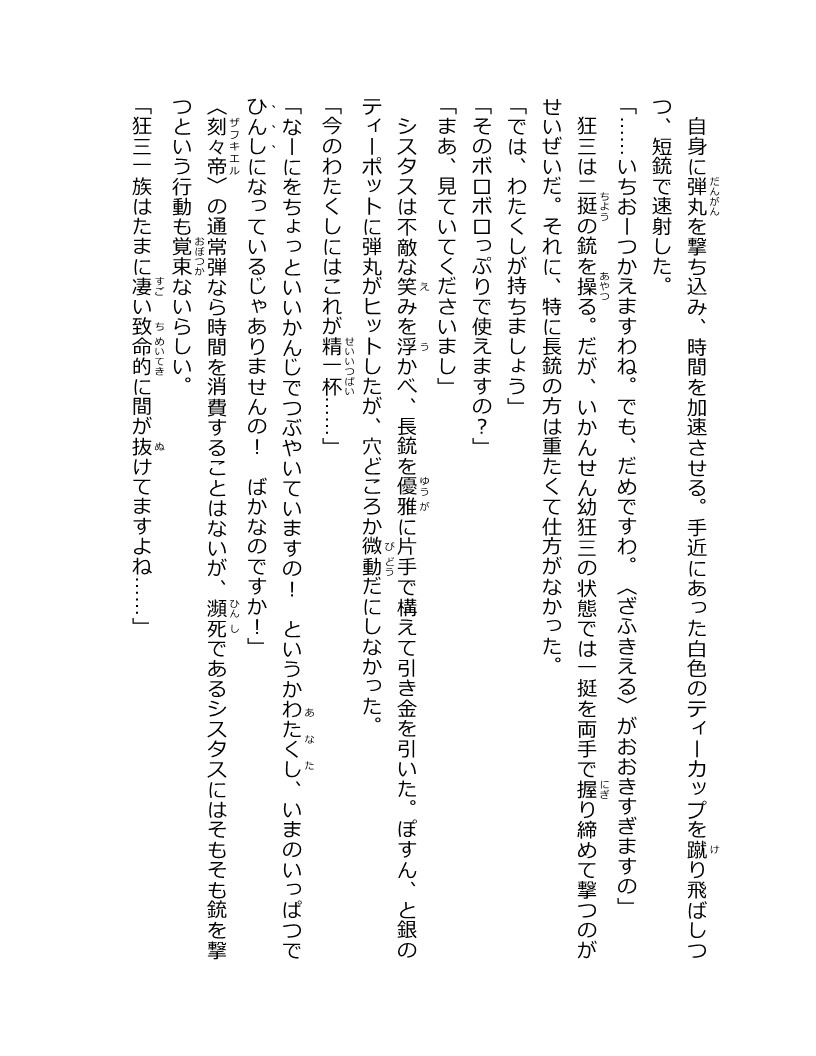 自身に弾丸を撃ち込み、時間を加速させる。手近にあった白色のティーカップを蹴り飛ばしつ
つ、短銃で速射した。
「……いちおーつかえますわね。でも、だめですわ。〈ざふきえる〉がおおきすぎますの」
狂三は二挺の銃を操る。だが、いかんせん幼狂三の状態では一挺を両手で握り締めて撃つのが
せいぜいだ。それに、特に長銃の方は重たくて仕方がなかった。
「では、わたくしが持ちましょう」
「そのボロボロっぷりで使えますの？」
「まあ、見ていてくださいまし」
シスタスは不敵な笑みを浮かべ、長銃を優雅に片手で構えて引き金を引いた。ぽすん、と銀の
ティーポットに弾丸がヒットしたが、穴どころか微動だにしなかった。
「今のわたくしにはこれが精一杯……」
「なーにをちょっといいかんじでつぶやいていますの！　というかわたくし、いまのいっぱつで
ひんしになっているじゃありませんの！　ばかなのですか！」
〈刻々帝〉の通常弾なら時間を消費することはないが、瀕死であるシスタスにはそもそも銃を撃
つという行動も覚束ないらしい。
「狂三一族はたまに凄い致命的に間が抜けてますよね……」